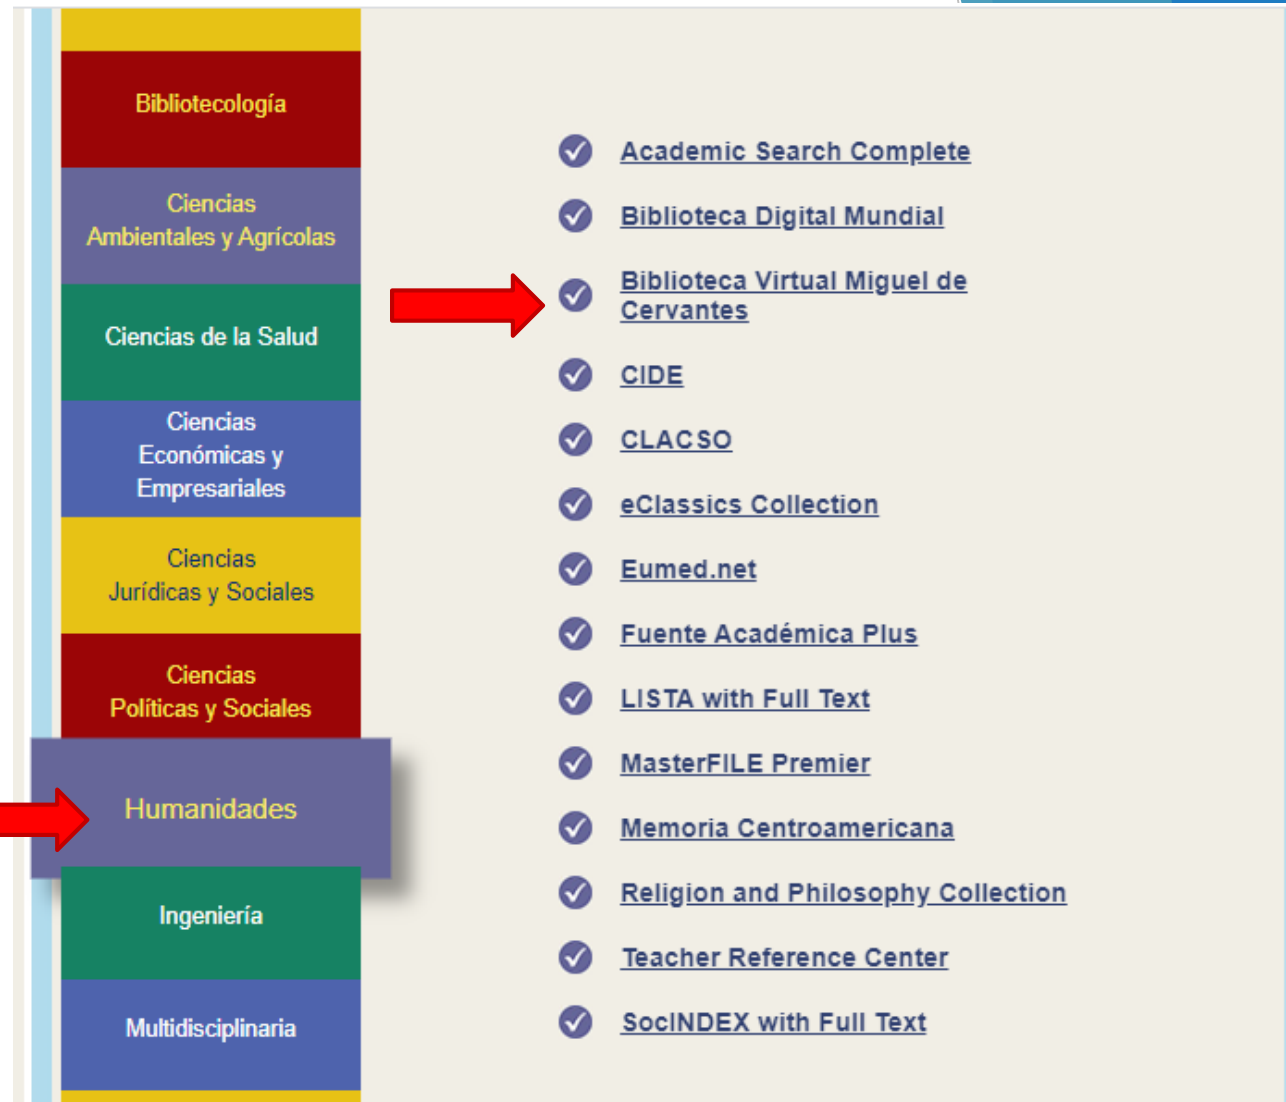 Bibliotecología
Ciencias
Ambientales y Agrícolas
Ciencias de la Salud
Ciencias
Económicas y
Empresariales
Ciencias
Jurídicas y Sociales
Ciencias
Políticas y Sociales
Humanidades
Ingeniería
Multidisciplinaria
Academic Search Complete
Biblioteca Digital Mundial
Biblioteca Virtual Miguel de
Cervantes
CIDE
CLACSO
eClassics Collection
Eumed.net
Fuente Académica Plus
LISTA with Full Text
MasterFILE Premier
Memoria Centroamericana
Religion and Philosophy Collection
Teacher Reference Center
SocINDEX with Full Text